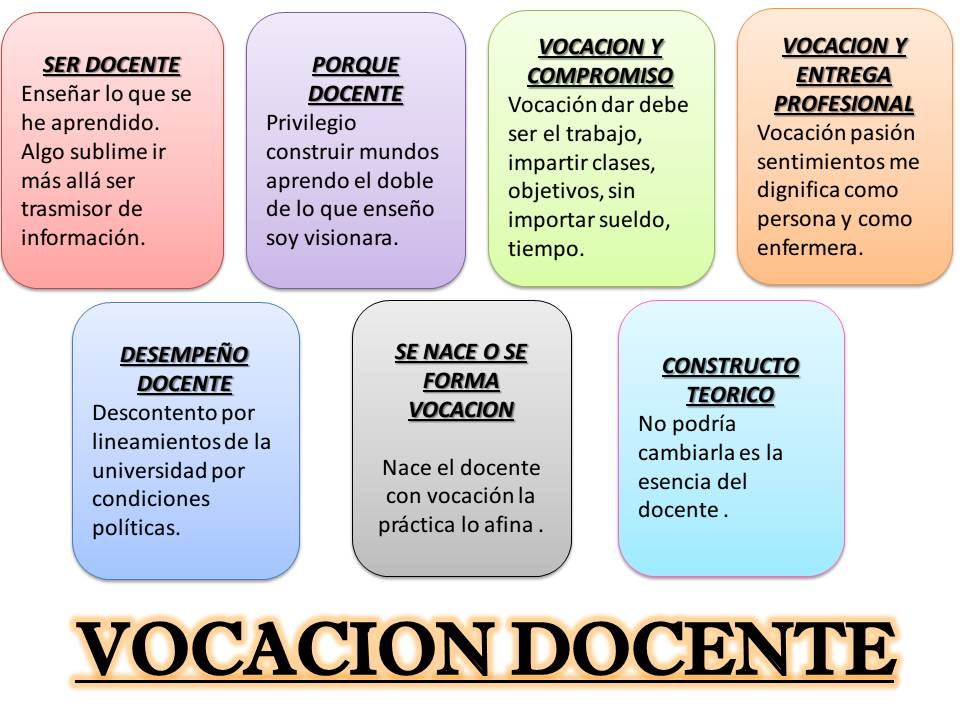 SER DOCENTE
Enseñar lo que se
he aprendido.
Algo sublime ir
más allá ser
trasmisor de
información.
PORQUE
DOCENTE
Privilegio
construir mundos
aprendo el doble
de lo que enseño
soy visionara.
VOCACION Y
COMPROMISO
Vocación dar debe
ser el trabajo,
impartir clases,
objetivos, sin
importar sueldo,
tiempo.
VOCACION Y
ENTREGA
PROFESIONAL
Vocación pasión
sentimientos me
dignifica como
persona y como
enfermera.
DESEMPEÑO
DOCENTE
Descontento por
lineamientos de la
universidad por
condiciones
políticas.
SE NACE O SE
FORMA
VOCACION
Nace el docente
con vocación la
práctica lo afina .
CONSTRUCTO
TEORICO
No podría
cambiarla es la
esencia del
docente .
VOCACION DOCENTE